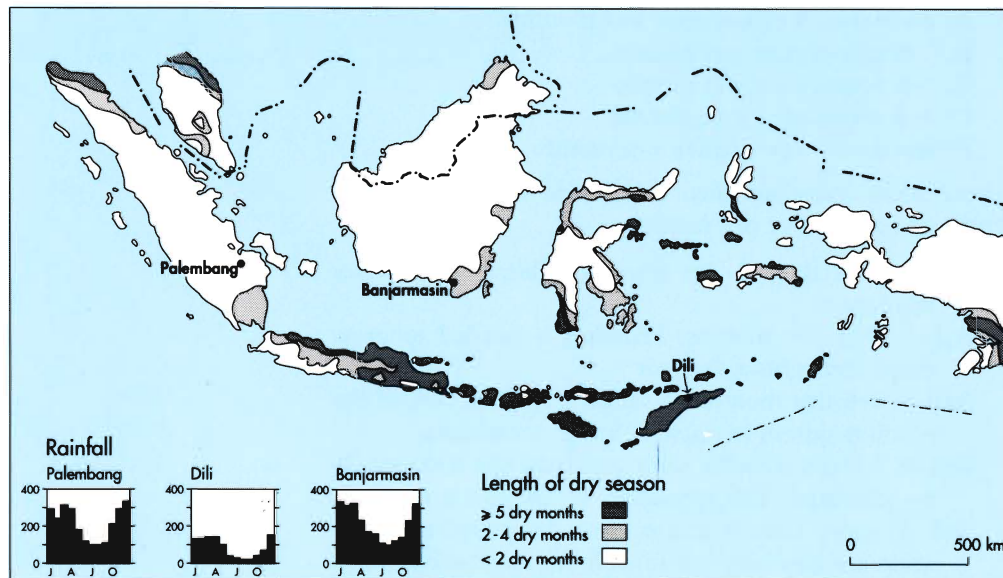 Palembang
Banjarmasin
Dili
Rainfall
Palembang
400
200
0
J A J O
Dili
400
200
0
J A J O
Banjarmasin
400
200
0
J A J O
Length of dry season
⩾ 5 dry months
2-4 dry months
< 2 dry months
0 500 km